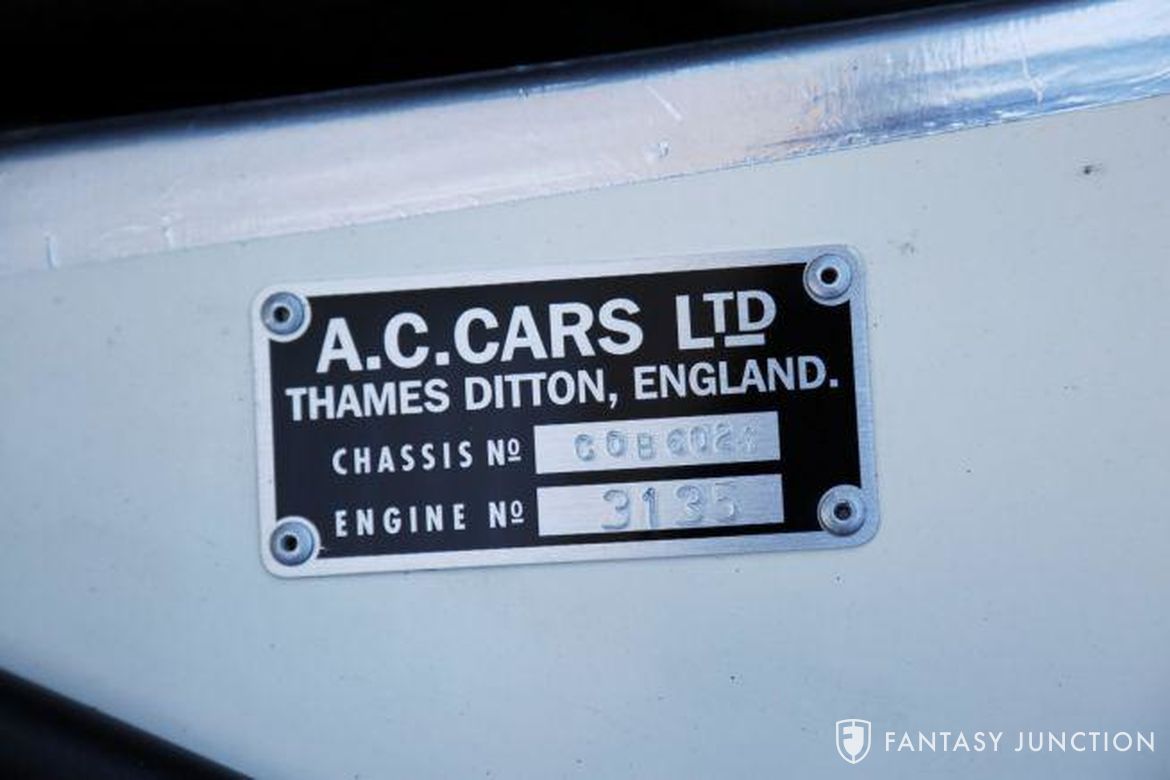 A.C.CARS LTD
THAMES DITTON, ENGLAND.
CHASSIS No
ENGINE No 3135
FANTASY JUNCTION